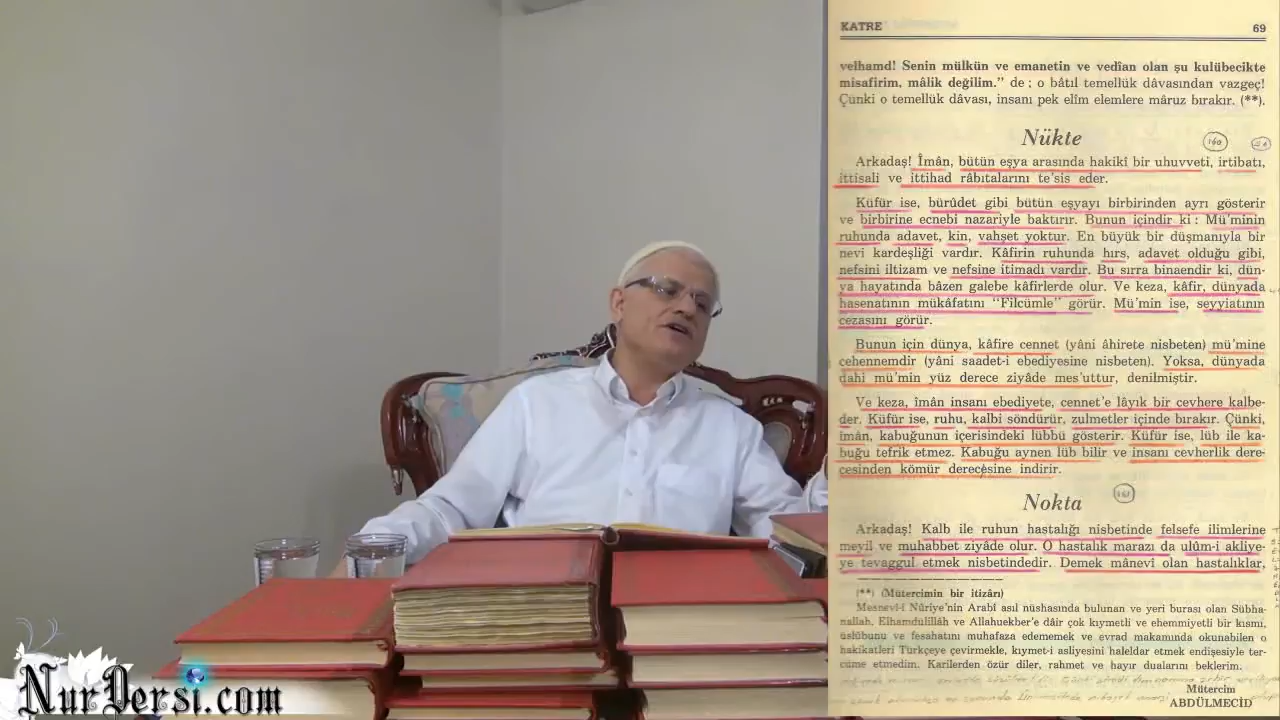 KATRE 69
velhamd! Senin mülkün ve emanetin ve vedîan olan şu kulübecikte
misafirim, mâlik değilim." de ; o bâtıl temellük dâvasından vazgeç!
Çünki o temellük dâvası, insanı pek elîm elemlere mâruz bırakır. (**).
Nükte
160
Arkadaş! Îmân, bütün eşya arasında hakikî bir uhuvveti, irtibatı,
ittisali ve ittihad râbıtalarını te'sis eder.
Küfür ise, bürûdet gibi bütün eşyayı birbirinden ayrı gösterir
ve birbirine ecnebi nazariyle baktırır. Bunun içindir ki : Mü'minin
ruhunda adavet, kin, vahşet yoktur. En büyük bir düşmanıyla bir
nevi kardeşliği vardır. Kâfirin ruhunda hırs, adavet olduğu gibi,
nefsini iltizam ve nefsine itimadı vardır. Bu sırra binaendir ki, dün-
ya hayatında bâzen galebe kâfirlerde olur. Ve keza, kâfir, dünyada
hasenatının mükâfatını "Filcümle" görür. Mü'min ise, seyyiatının
cezasını görür.
Bunun için dünya, kâfire cennet (yâni âhirete nisbeten) mü'mine
cehennemdir (yâni saadet-i ebediyesine nisbeten). Yoksa, dünyada
dahi mü'min yüz derece ziyâde mes'uttur, denilmiştir.
Ve keza, îmân insanı ebediyete, cennet'e lâyık bir cevhere kalbe-
der. Küfür ise, ruhu, kalbi söndürür, zulmetler içinde bırakır. Çünki,
imân, kabuğunun içerisindeki lübbü gösterir. Küfür ise, lüb ile ka-
buğu tefrik etmez. Kabuğu aynen lüb bilir ve insanı cevherlik dere-
cesinden kömür derecesine indirir.
Nokta
161
Arkadaş! Kalb ile ruhun hastalığı nisbetinde felsefe ilimlerine
meyil ve muhabbet ziyâde olur. O hastalık marazı da ulûm-i akliye-
ye tevaggul etmek nisbetindedir. Demek mânevî olan hastalıklar,
(**) (Mütercimin bir itizârı)
Mesnevî-i Nûriye'nin Arabî asıl nüshasında bulunan ve yeri burası olan Sübha-
nallah, Elhamdülillâh ve Allahuekber'e dâir çok kıymetli ve ehemmiyetli bir kısmı,
üslûbunu ve fesahatını muhafaza edememek ve evrad makamında okunabilen o
hakikatleri Türkçeye çevirmekle, kıymet-i asliyesini haleldar etmek endişesiyle ter-
cüme etmedim. Karilerden özür diler, rahmet ve hayır dualarını beklerim.
Mütercim
ABDÜLMECİD
NurDersi.com